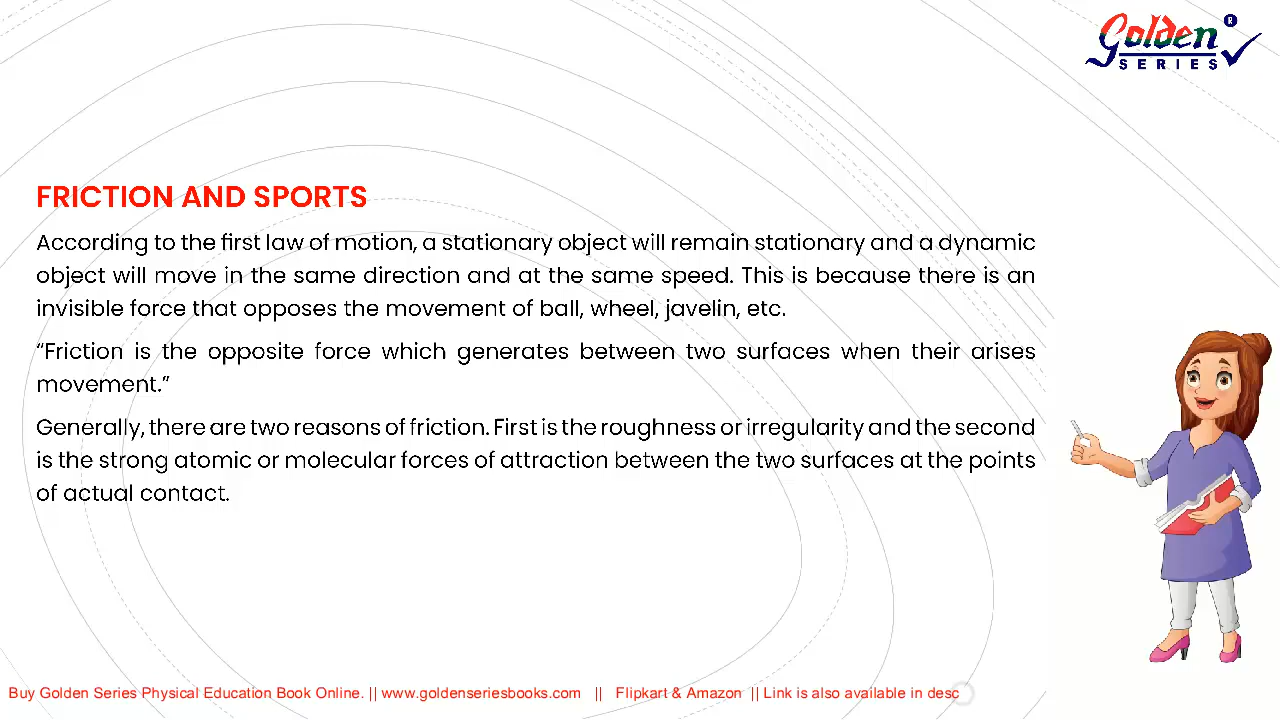 Golden ®
SERIES
FRICTION AND SPORTS
According to the first law of motion, a stationary object will remain stationary and a dynamic
object will move in the same direction and at the same speed. This is because there is an
invisible force that opposes the movement of ball, wheel, javelin, etc.
“Friction is the opposite force which generates between two surfaces when their arises
movement.”
Generally, there are two reasons of friction. First is the roughness or irregularity and the second
is the strong atomic or molecular forces of attraction between the two surfaces at the points
of actual contact.
Buy Golden Series Physical Education Book Online. || www.goldenseriesbooks.com || Flipkart & Amazon || Link is also available in desc